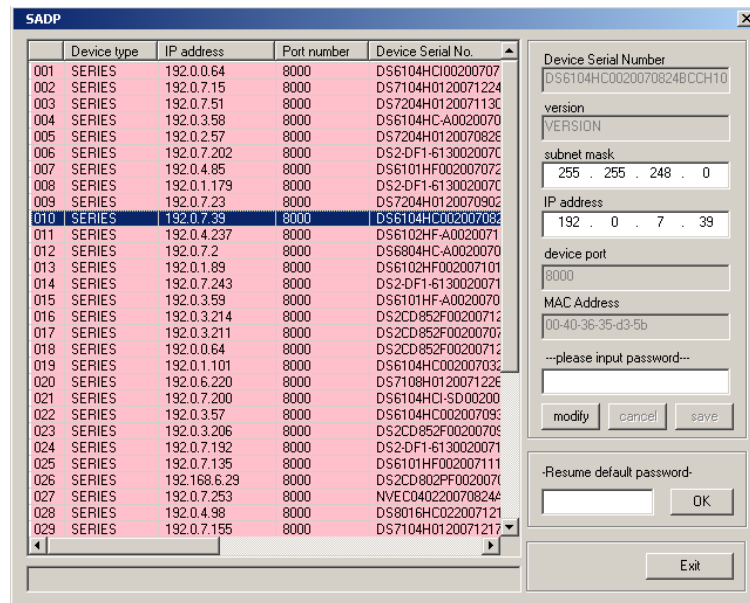 SADP
Device type IP address Port number Device Serial No.
001 SERIES 192.0.0.64 8000 DS6104HCI00200707
002 SERIES 192.0.7.15 8000 DS7104H0120071224
003 SERIES 192.0.7.51 8000 DS7204H012007113C
004 SERIES 192.0.3.58 8000 DS6104HC-A0020070
005 SERIES 192.0.2.57 8000 DS7204H0120070828
006 SERIES 192.0.7.202 8000 DS2-DF1-613002007C
007 SERIES 192.0.4.85 8000 DS6101HF002007072
008 SERIES 192.0.1.179 8000 DS2-DF1-613002007C
009 SERIES 192.0.7.23 8000 DS7204H0120070902
010 SERIES 192.0.7.39 8000 DS6104HC002007082
011 SERIES 192.0.4.237 8000 DS6102HF-A0020071
012 SERIES 192.0.7.2 8000 DS6804HC-A0020070
013 SERIES 192.0.1.89 8000 DS6102HF002007101
014 SERIES 192.0.7.243 8000 DS2-DF1-6130020071
015 SERIES 192.0.3.59 8000 DS6101HF-A0020070
016 SERIES 192.0.3.214 8000 DS2CD852F00200712
017 SERIES 192.0.3.211 8000 DS2CD852F00200707
018 SERIES 192.0.0.64 8000 DS2CD852F00200712
019 SERIES 192.0.1.101 8000 DS6104HC002007032
020 SERIES 192.0.6.220 8000 DS7108H0120071226
021 SERIES 192.0.7.200 8000 DS6104HCI-SD00200
022 SERIES 192.0.3.57 8000 DS6104HC002007093
023 SERIES 192.0.3.206 8000 DS2CD852F00200709
024 SERIES 192.0.7.192 8000 DS2-DF1-6130020071
025 SERIES 192.0.7.135 8000 DS6101HF002007111
026 SERIES 192.168.6.29 8000 DS2CD802PF0020070
027 SERIES 192.0.7.253 8000 NVEC040220070824A
028 SERIES 192.0.4.98 8000 DS8016HC022007121
029 SERIES 192.0.7.155 8000 DS7104H0120071217
Device Serial Number
DS6104HC0020070824BCCH10
version
VERSION
subnet mask
255 . 255 . 248 . 0
IP address
192 . 0 . 7 . 39
device port
8000
MAC Address
00-40-36-35-d3-5b
---please input password---
modify cancel save
-Resume default password-
OK
Exit